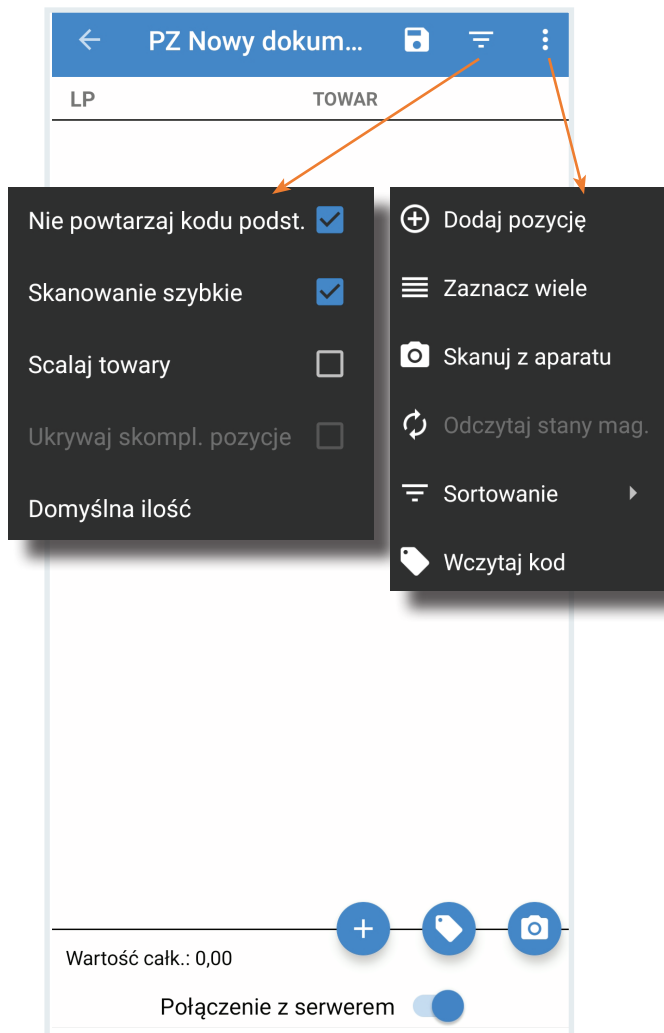 PZ Nowy dokum...
LP TOWAR
Nie powtarzaj kodu podst.
Skanowanie szybkie
Scalaj towary
Ukrywaj skompl. pozycje
Domyślna ilość
Dodaj pozycję
Zaznacz wiele
Skanuj z aparatu
Odczytaj stany mag.
Sortowanie
Wczytaj kod
Wartość całk.: 0,00
Połączenie z serwerem